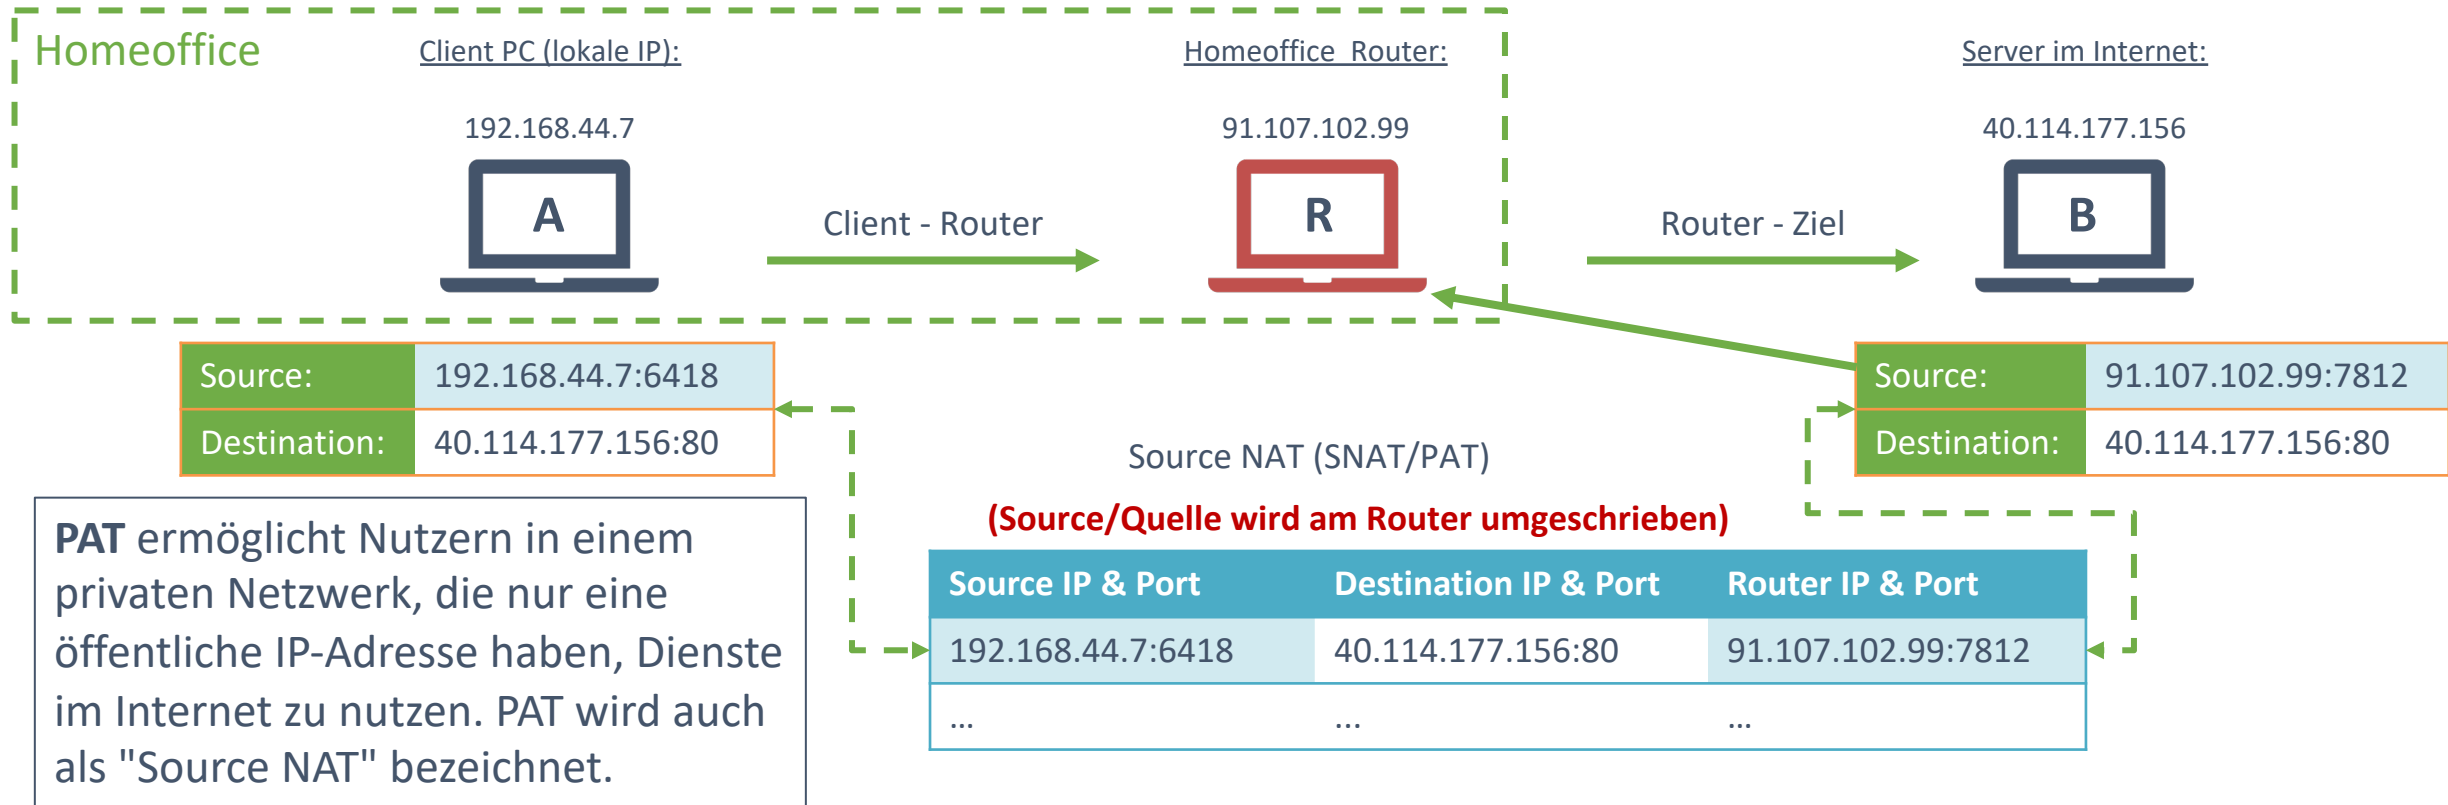 Homeoffice
Client PC (lokale IP):
Homeoffice Router:
Server im Internet:
192.168.44.7
91.107.102.99
40.114.177.156
A
R
B
Client - Router
Router - Ziel
Source: 192.168.44.7:6418
Destination: 40.114.177.156:80
Source: 91.107.102.99:7812
Destination: 40.114.177.156:80
Source NAT (SNAT/PAT)
(Source/Quelle wird am Router umgeschrieben)
PAT ermöglicht Nutzern in einem
privaten Netzwerk, die nur eine
öffentliche IP-Adresse haben, Dienste
im Internet zu nutzen. PAT wird auch
als "Source NAT" bezeichnet.
Source IP & Port Destination IP & Port Router IP & Port
192.168.44.7:6418 40.114.177.156:80 91.107.102.99:7812
... ... ...